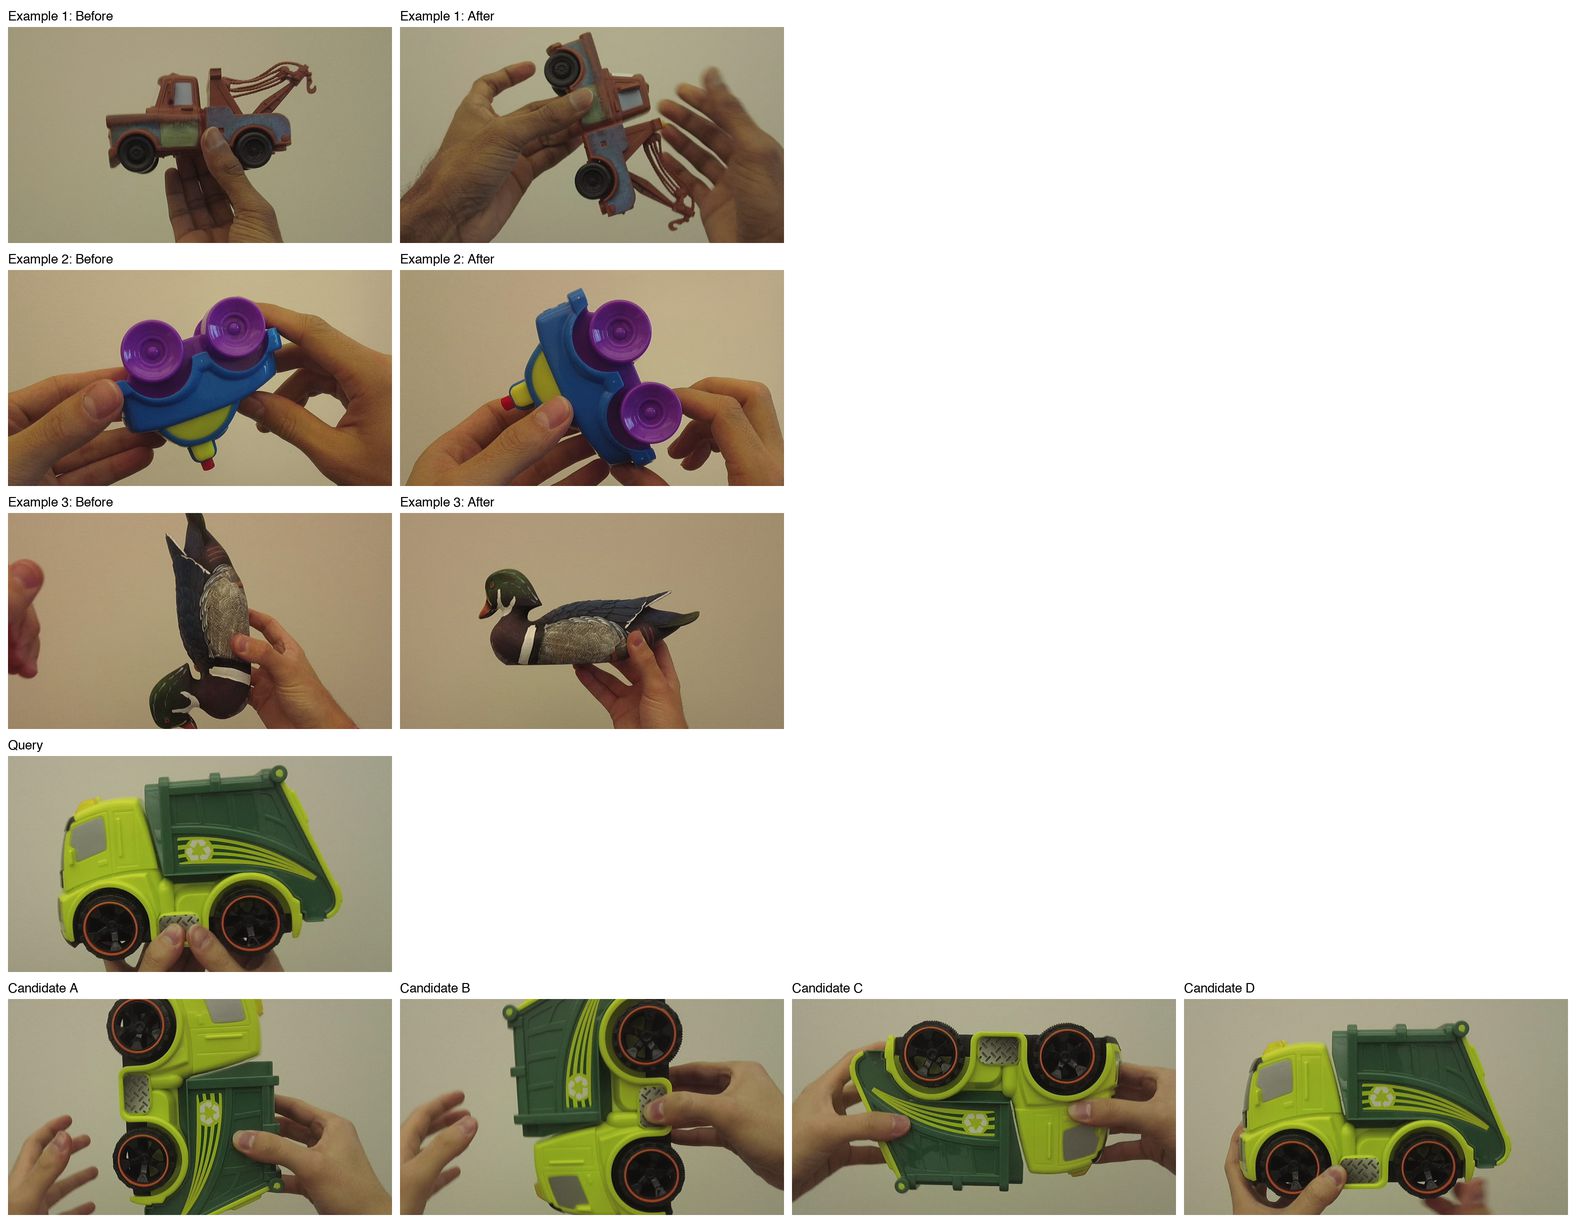 Example 1: Before
Example 1: After
Example 2: Before
Example 2: After
Example 3: Before
Example 3: After
Query
Candidate A
Candidate B
Candidate C
Candidate D